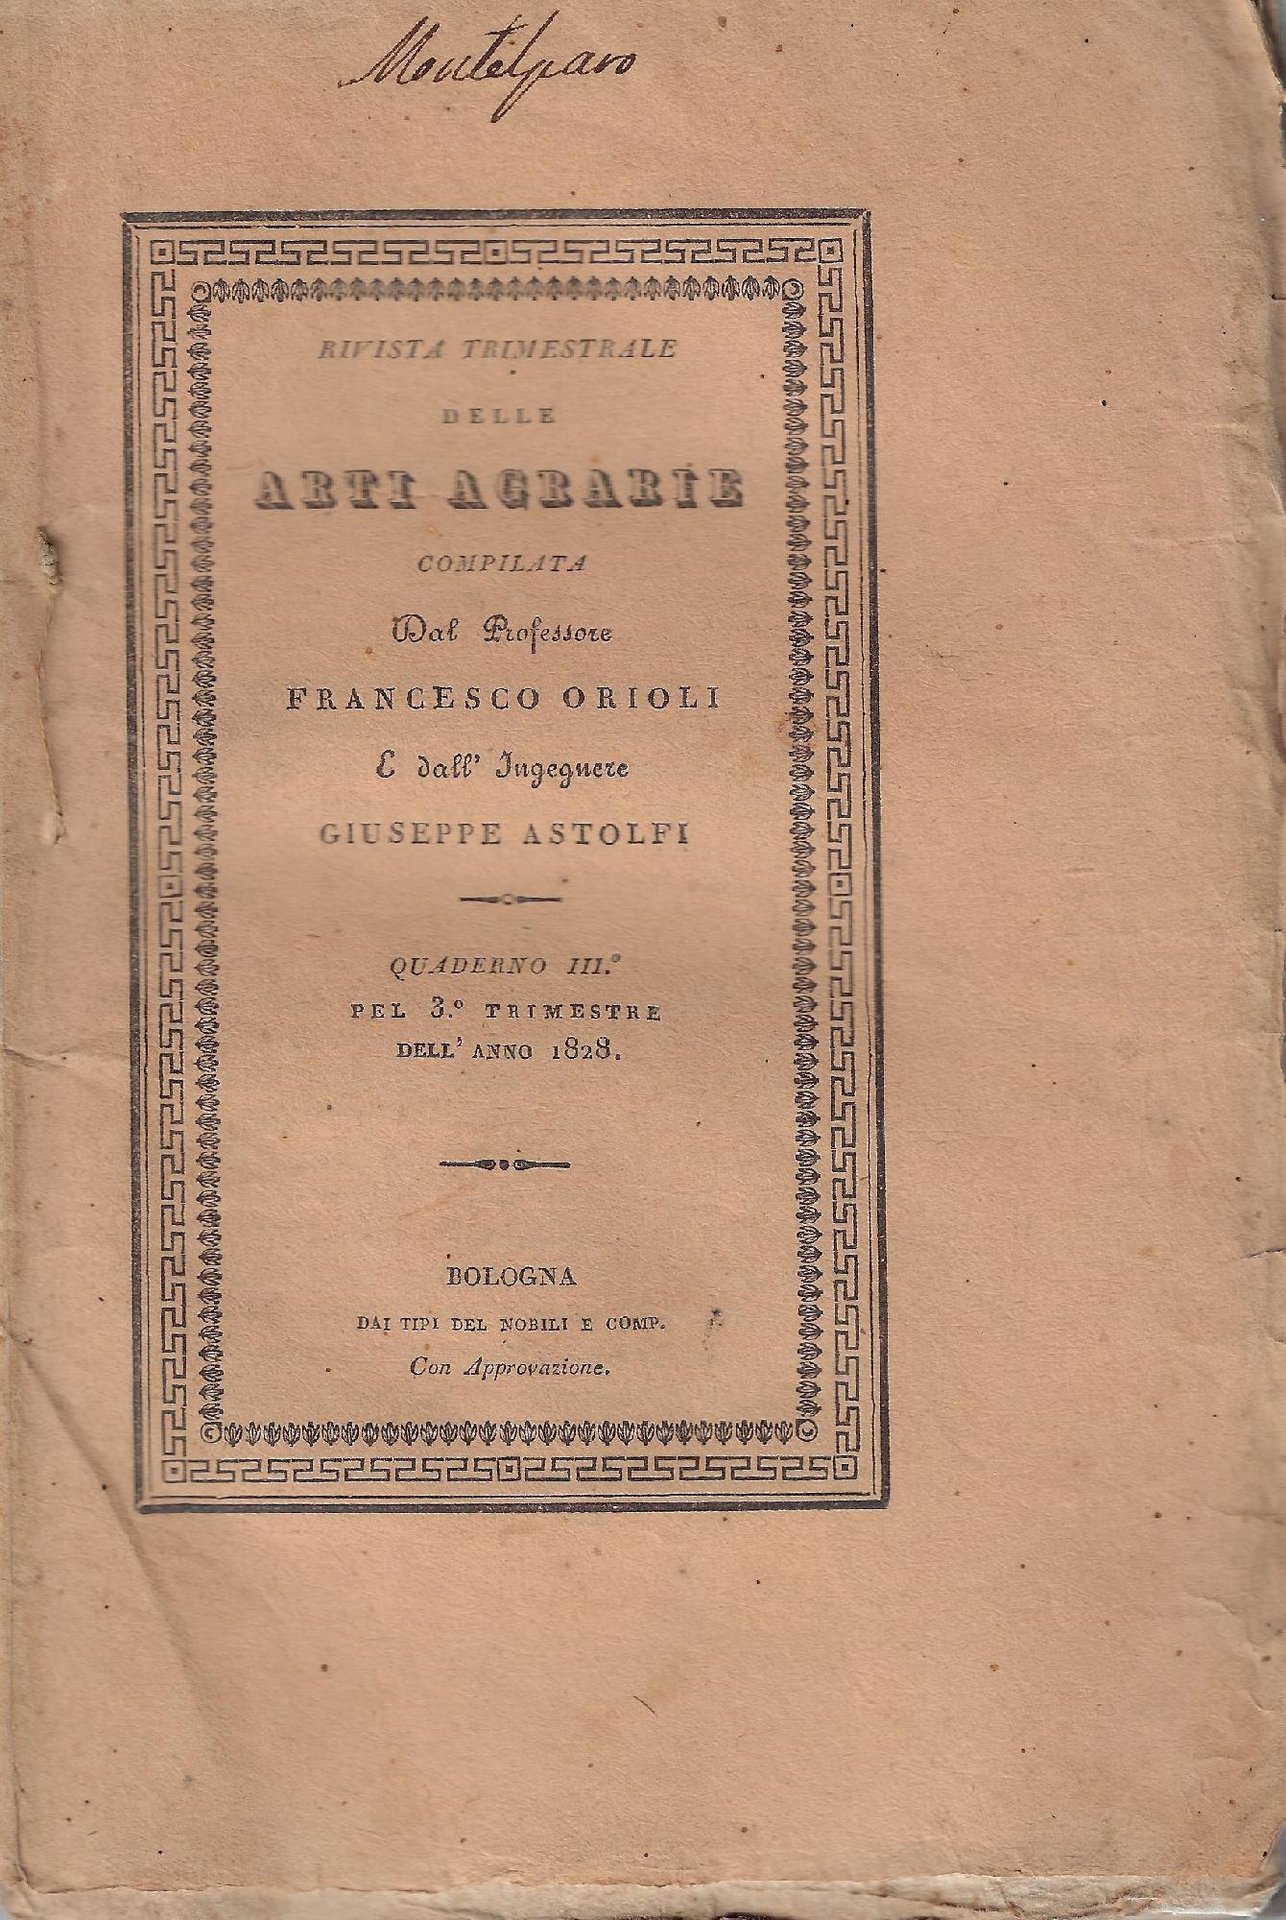 Montelparo
RIVISTA TRIMESTRALE
DELLE
ARTI AGRARIE
COMPILATA
Dal Professore
FRANCESCO ORIOLI
E dall' Ingegnere
GIUSEPPE ASTOLFI
QUADERNO III.°
PEL 3.° TRIMESTRE
DELL' ANNO 1828.
BOLOGNA
DAI TIPI DEL NOBILI E COMP.
Con Approvazione.